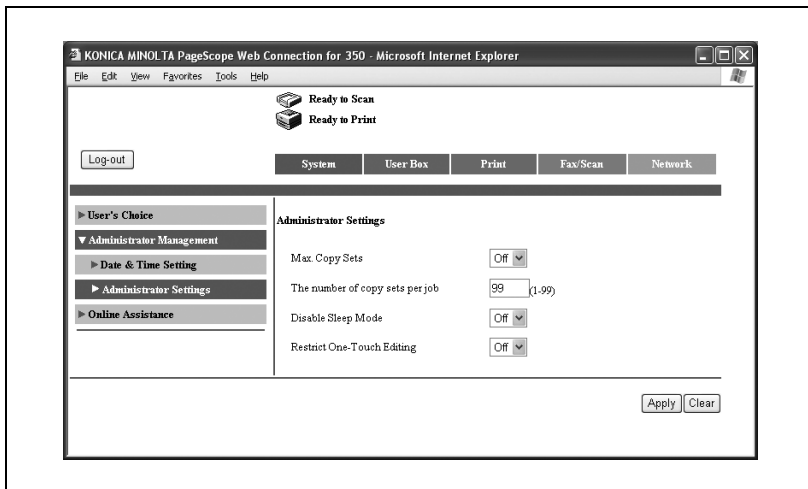 KONICA MINOLTA PageScope Web Connection for 350 - Microsoft Internet Explorer
File Edit View Favorites Tools Help
Ready to Scan
Ready to Print
Log-out
System User Box Print Fax/Scan Network
User's Choice
Administrator Management
Date & Time Setting
Administrator Settings
Online Assistance
Administrator Settings
Max. Copy Sets Off
The number of copy sets per job 99 (1-99)
Disable Sleep Mode Off
Restrict One-Touch Editing Off
Apply Clear